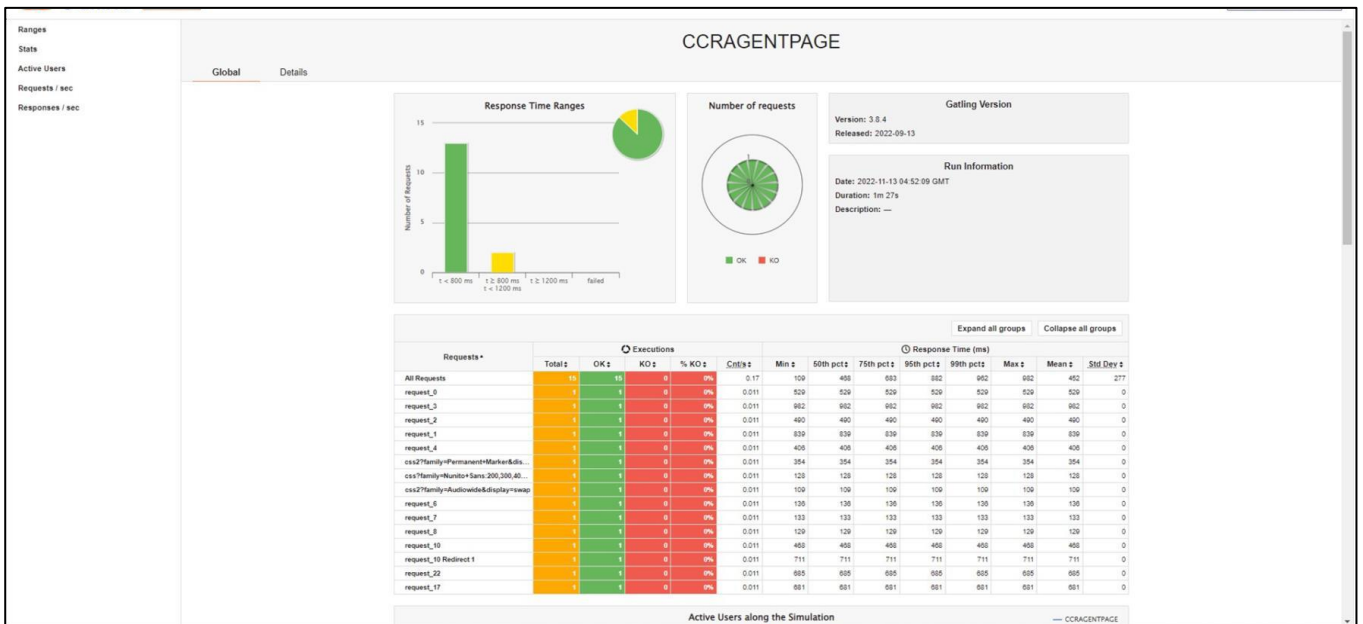 Ranges
Stats
Active Users
Requests / sec
Responses / sec
CCRAGENTPAGE
Global Details
Response Time Ranges
15
10
5
0
Number of Requests
t < 800 ms
t ≥ 800 ms
t < 1200 ms
t ≥ 1200 ms
failed
Number of requests
OK KO
Gatling Version
Version: 3.8.4
Released: 2022-09-13
Run Information
Date: 2022-11-13 04:52:09 GMT
Duration: 1m 27s
Description: —
Expand all groups Collapse all groups
Requests Executions Response Time (ms)
Total OK KO % KO Cnt/s Min 50th pct 75th pct 95th pct 99th pct Max Mean Std Dev
All Requests 15 15 0 0% 0.17 109 468 683 882 962 982 452 277
request_0 1 1 0 0% 0.011 529 529 529 529 529 529 529 0
request_3 1 1 0 0% 0.011 982 982 982 982 982 982 982 0
request_2 1 1 0 0% 0.011 490 490 490 490 490 490 490 0
request_1 1 1 0 0% 0.011 839 839 839 839 839 839 839 0
request_4 1 1 0 0% 0.011 406 406 406 406 406 406 406 0
css2?family=Permanent+Marker&dis... 1 1 0 0% 0.011 354 354 354 354 354 354 354 0
css?family=Nunito+Sans:200,300,40... 1 1 0 0% 0.011 128 128 128 128 128 128 128 0
css2?family=Audiowide&display=swap 1 1 0 0% 0.011 109 109 109 109 109 109 109 0
request_6 1 1 0 0% 0.011 136 136 136 136 136 136 136 0
request_7 1 1 0 0% 0.011 133 133 133 133 133 133 133 0
request_8 1 1 0 0% 0.011 129 129 129 129 129 129 129 0
request_10 1 1 0 0% 0.011 468 468 468 468 468 468 468 0
request_10 Redirect 1 1 1 0 0% 0.011 711 711 711 711 711 711 711 0
request_22 1 1 0 0% 0.011 685 685 685 685 685 685 685 0
request_17 1 1 0 0% 0.011 681 681 681 681 681 681 681 0
Active Users along the Simulation
CCRAGENTPAGE